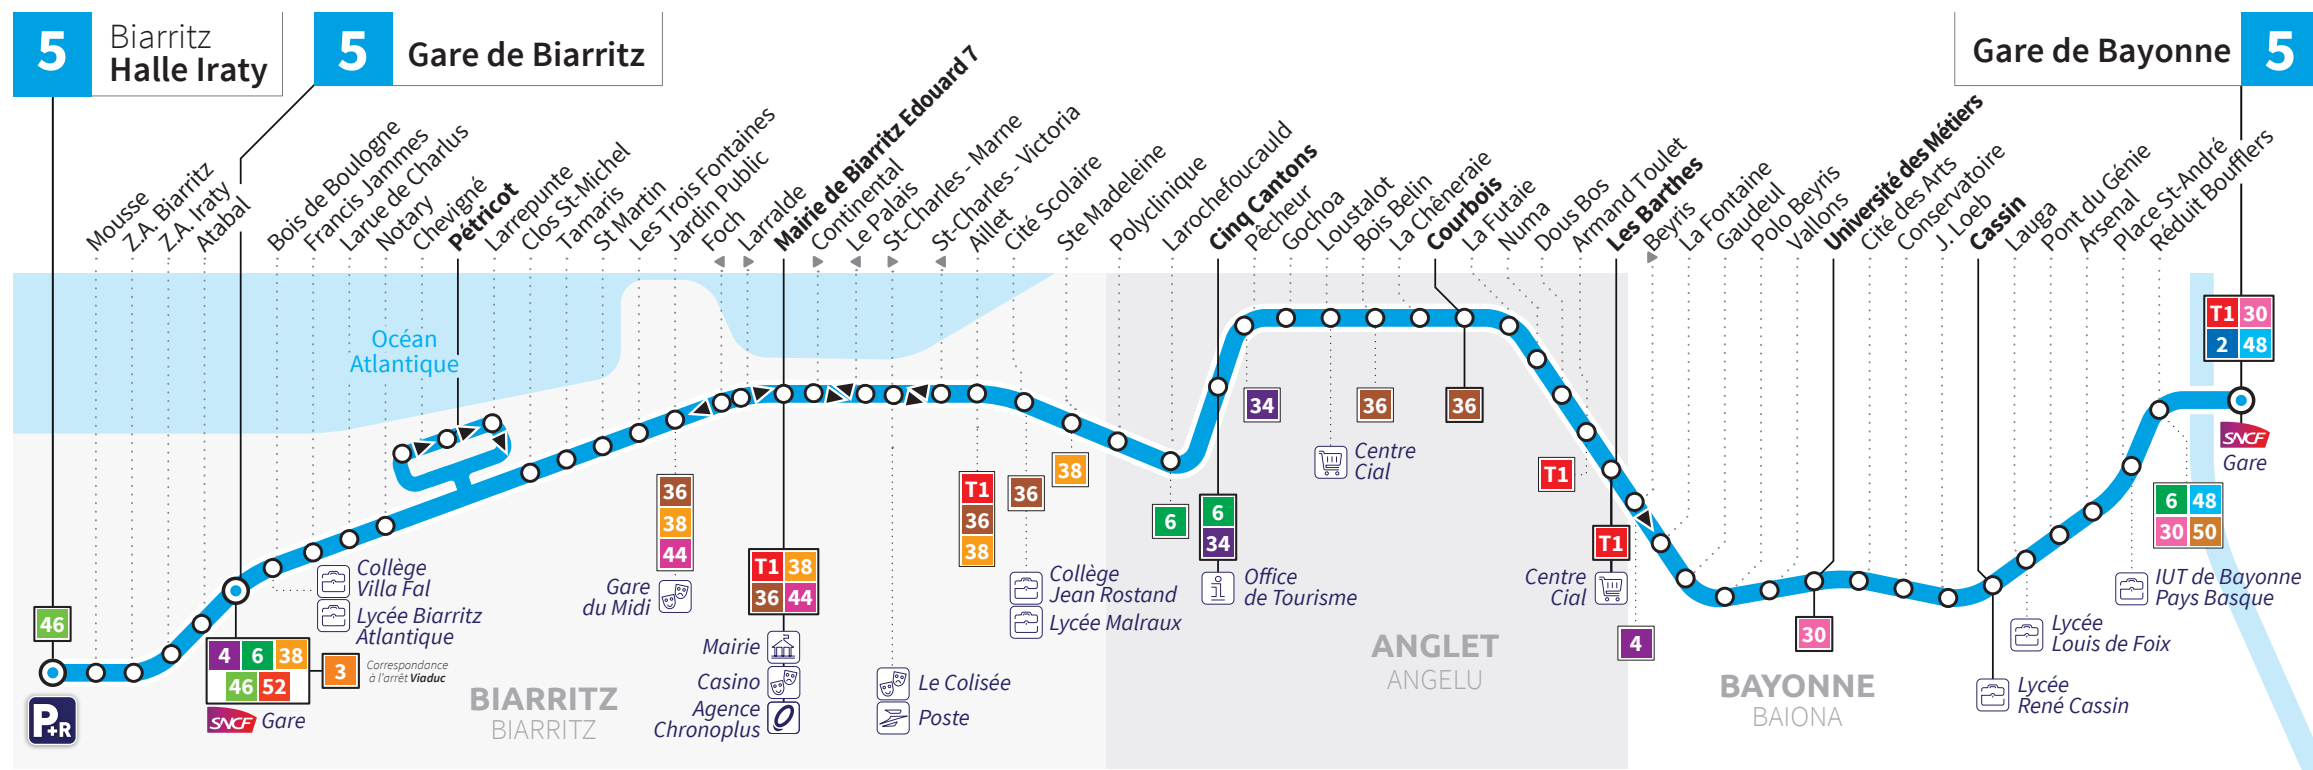 5
Biarritz
Halle Iraty
5
Gare de Biarritz
Gare de Bayonne
5
Mousse
Z.A. Biarritz
Z.A. Iraty
Atabal
Bois de Boulogne
Francis Jammes
Larue de Charlus
Notary
Chevigné
Pétricot
Larrepunte
Clos St-Michel
Tamaris
St Martin
Les Trois Fontaines
Jardin Public
Foch
Larralde
Mairie de Biarritz Edouard 7
Continental
Le Palais
St-Charles - Marne
St-Charles - Victoria
Aillet
Cité Scolaire
Ste Madeleine
Polyclinique
Larochefoucauld
Cinq Cantons
Pêcheur
Gochoa
Loustalot
Bois Belin
La Chêneraie
Courbois
La Futaie
Numa
Dous Bos
Armand Toulet
Les Barthes
Beyris
La Fontaine
Gaudeul
Polo Beyris
Vallons
Université des Métiers
Cité des Arts
Conservatoire
J. Loeb
Cassin
Lauga
Pont du Génie
Arsenal
Place St-André
Réduit Boufflers
Océan
Atlantique
46
P+R
4 6 38
46 52
3
Correspondance
à l'arrêt Viaduc
SNCF Gare
Collège
Villa Fal
Lycée Biarritz
Atlantique
BIARRITZ
BIARRITZ
36
38
44
Gare
du Midi
T1 38
36 44
Mairie
Casino
Agence
Chronoplus
Le Colisée
Poste
T1
36
38
36
38
Collège
Jean Rostand
Lycée Malraux
6
6
34
Office
de Tourisme
34
Centre
Cial
36
36
ANGLET
ANGELU
T1
T1
Centre
Cial
4
30
BAYONNE
BAIONA
Lycée
René Cassin
Lycée
Louis de Foix
IUT de Bayonne
Pays Basque
6 48
30 50
T1 30
2 48
SNCF
Gare